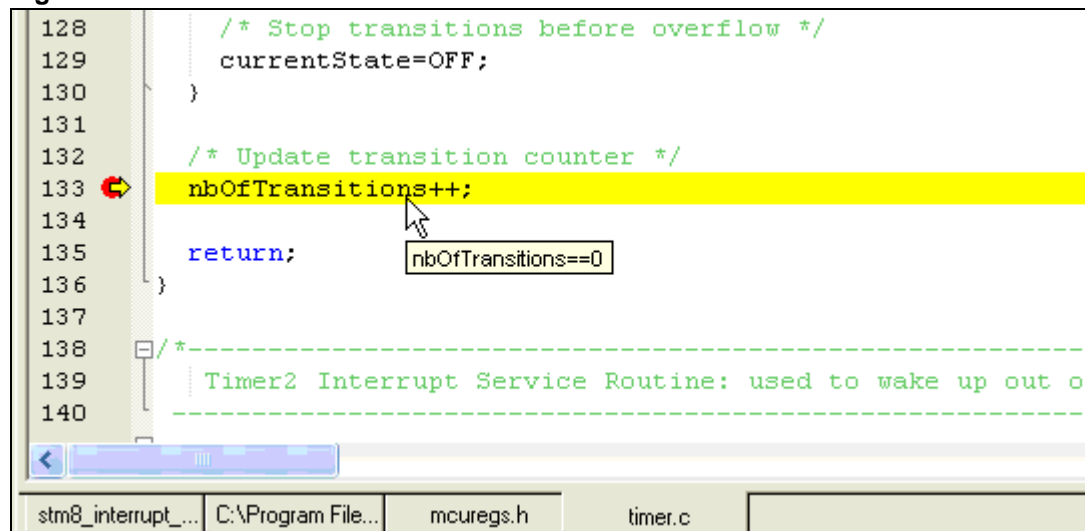 128 /* Stop transitions before overflow */
129 currentState=OFF;
130 }
131
132 /* Update transition counter */
133 nbOfTransitions++;
134
135 return;
nbOfTransitions==0
136 }
137
138 /*--------------------------------------------------------
139 Timer2 Interrupt Service Routine: used to wake up out o
140 ---------------------------------------------------------
stm8_interrupt_... C:\Program File... mcuregs.h timer.c